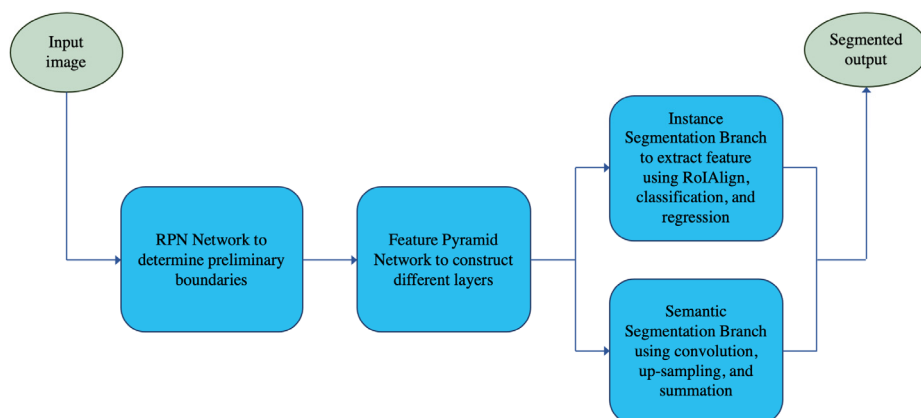 Input
image
Segmented
output
Instance
Segmentation Branch
to extract feature
using RoIAlign,
classification, and
regression
RPN Network to
determine preliminary
boundaries
Feature Pyramid
Network to construct
different layers
Semantic
Segmentation Branch
using convolution,
up-sampling, and
summation